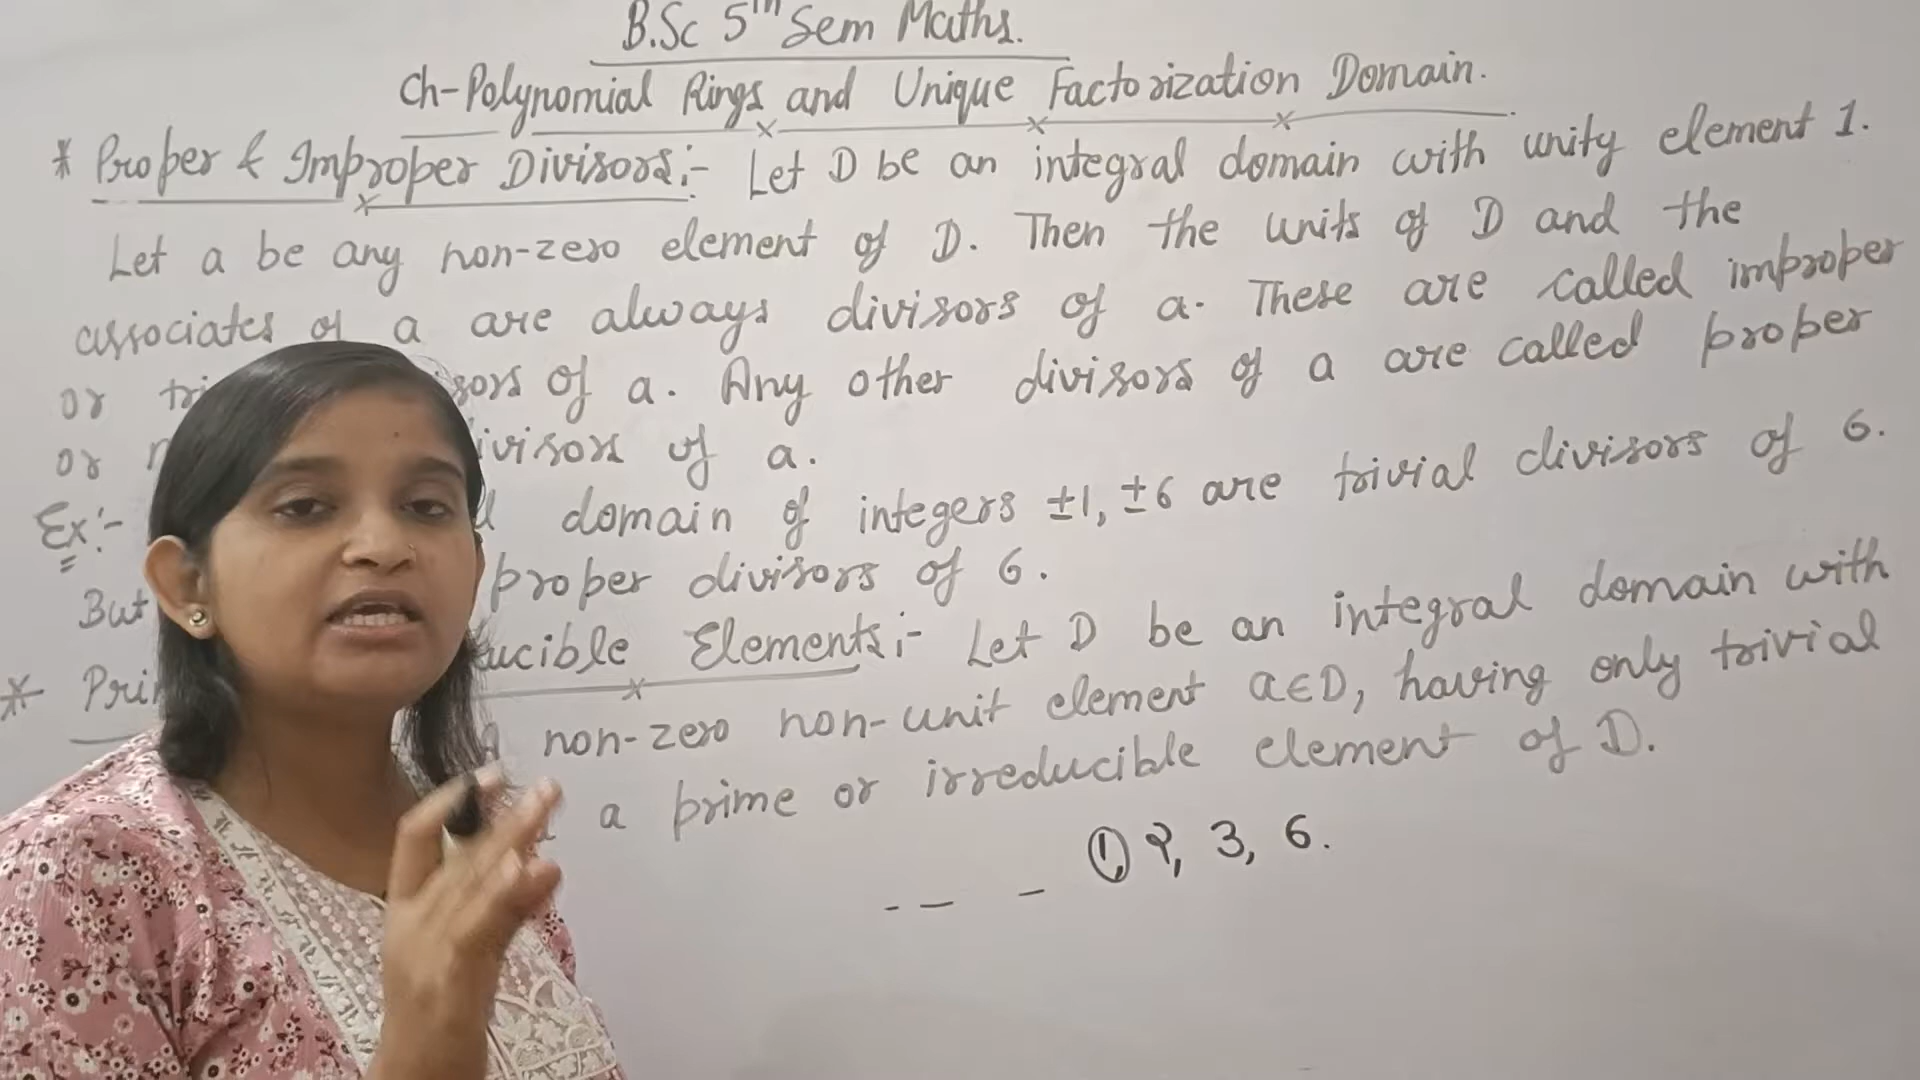 B.Sc 5th Sem Maths.
Ch-Polynomial Rings and Unique Factorization Domain.
* Proper & Improper Divisors:- Let D be an integral domain with unity element 1.
Let a be any non-zero element of D. Then the units of D and the
associates of a are always divisors of a. These are called improper
or sors of a. Any other divisors of a are called proper
or ivisors of a.
Ex:- domain of integers ±1, ±6 are trivial divisors of 6.
But proper divisors of 6.
* Pri ucible Elements:- Let D be an integral domain with
non-zero non-unit element a∈D, having only trivial
a prime or irreducible element of D.
-- - 1, 2, 3, 6.